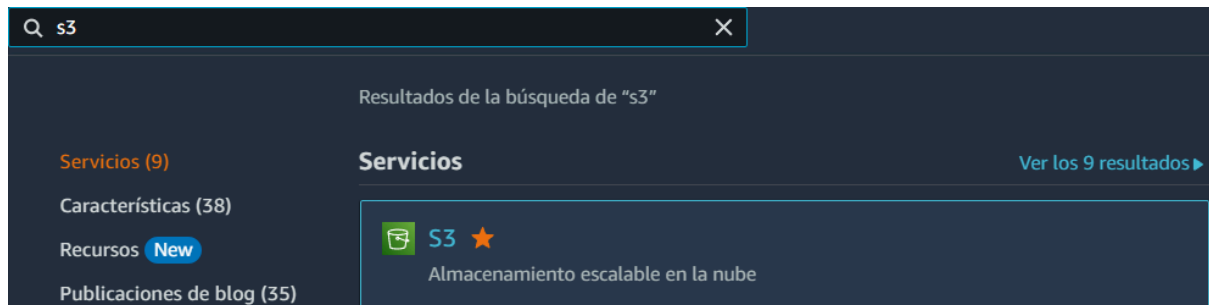 s3
Resultados de la búsqueda de “s3”
Servicios (9)
Características (38)
Recursos New
Publicaciones de blog (35)
Servicios
Ver los 9 resultados
S3
Almacenamiento escalable en la nube